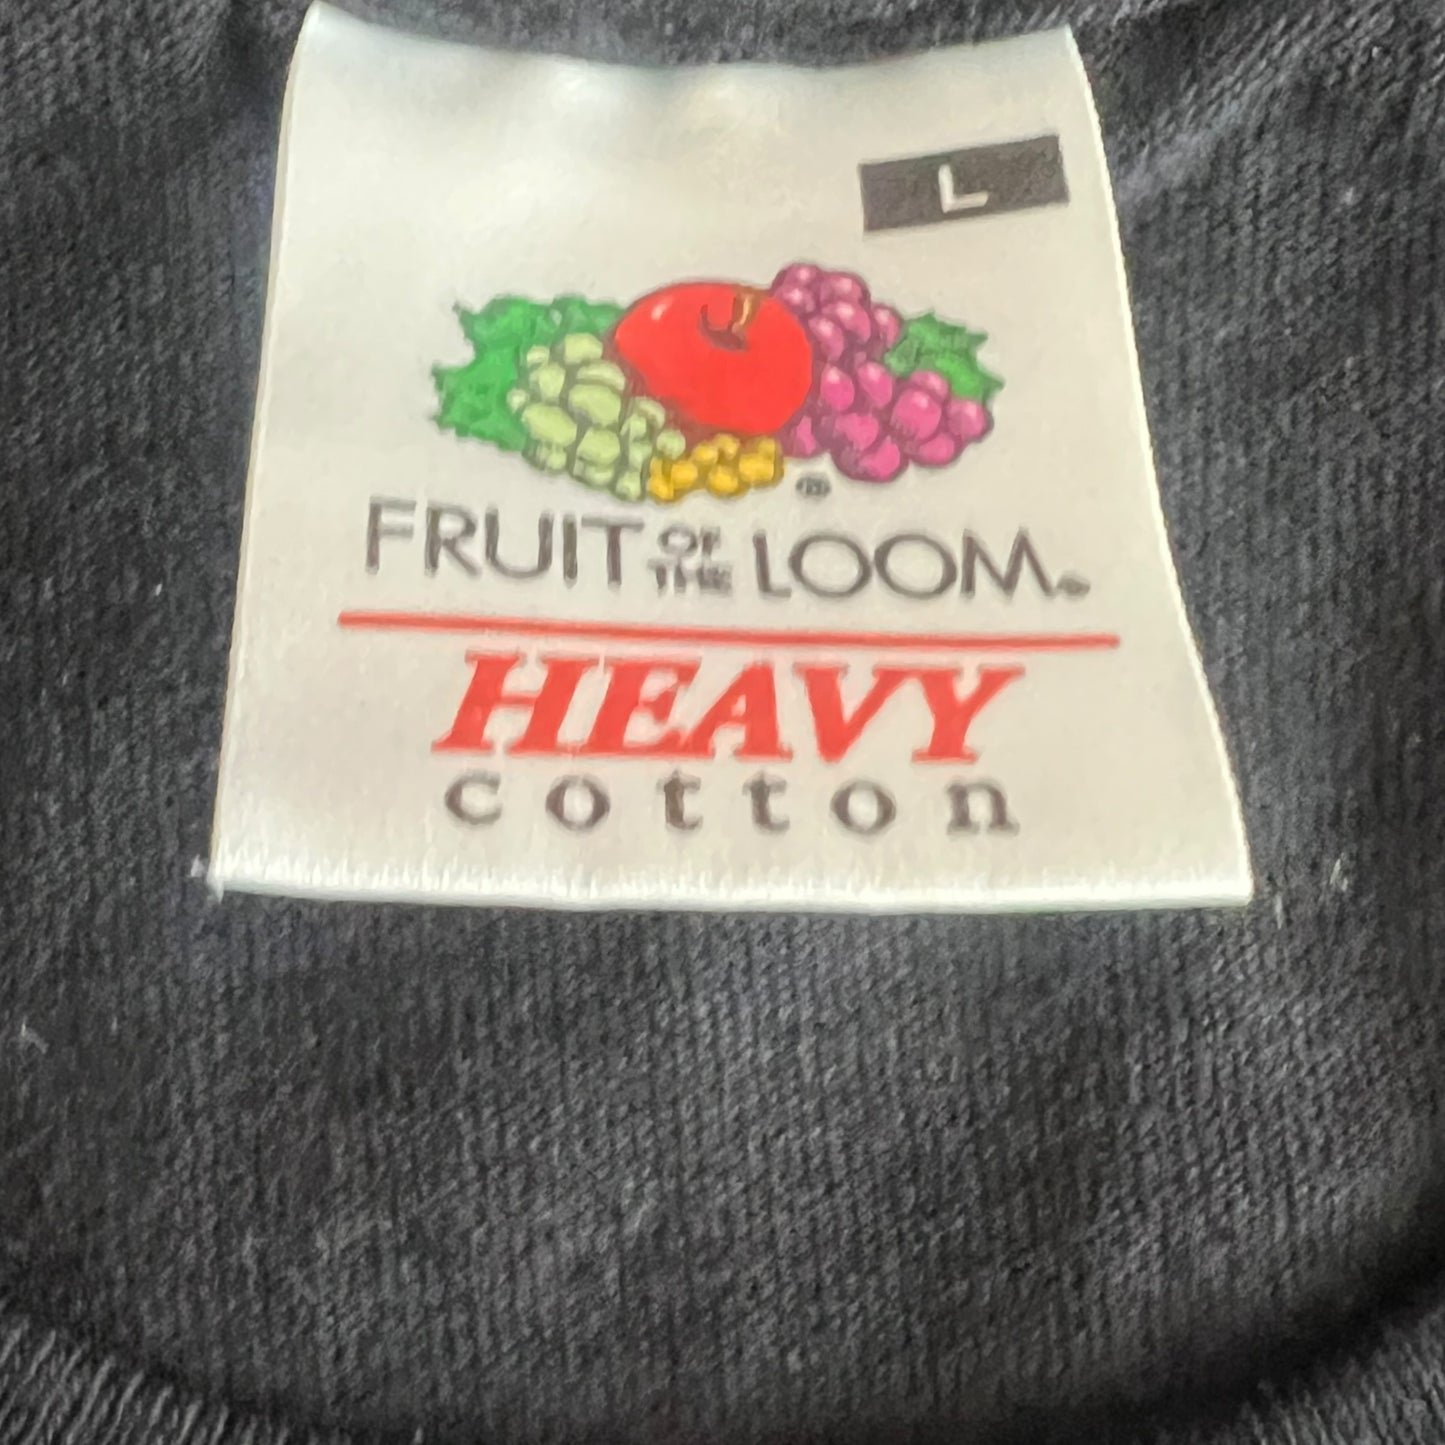 L
®
FRUIT OF THE LOOM®
HEAVY
cotton